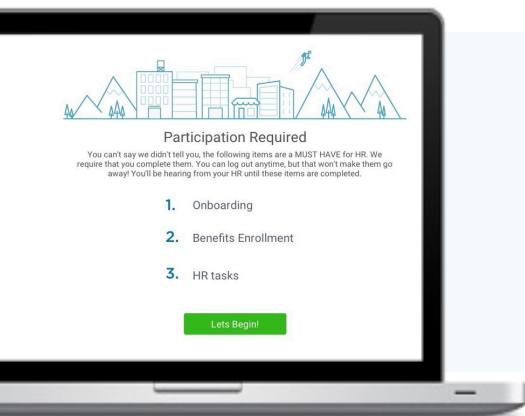 Participation Required
You can't say we didn't tell you, the following items are a MUST HAVE for HR. We
require that you complete them. You can log out anytime, but that won't make them go
away! You'll be hearing from your HR until these items are completed.
1. Onboarding
2. Benefits Enrollment
3. HR tasks
Lets Begin!